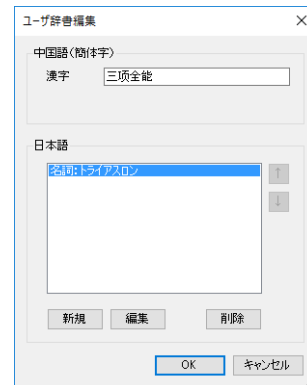 ユーザ辞書編集
中国語(簡体字)
漢字
三项全能
日本語
名詞:トライアスロン
↑
↓
新規
編集
削除
OK
キャンセル